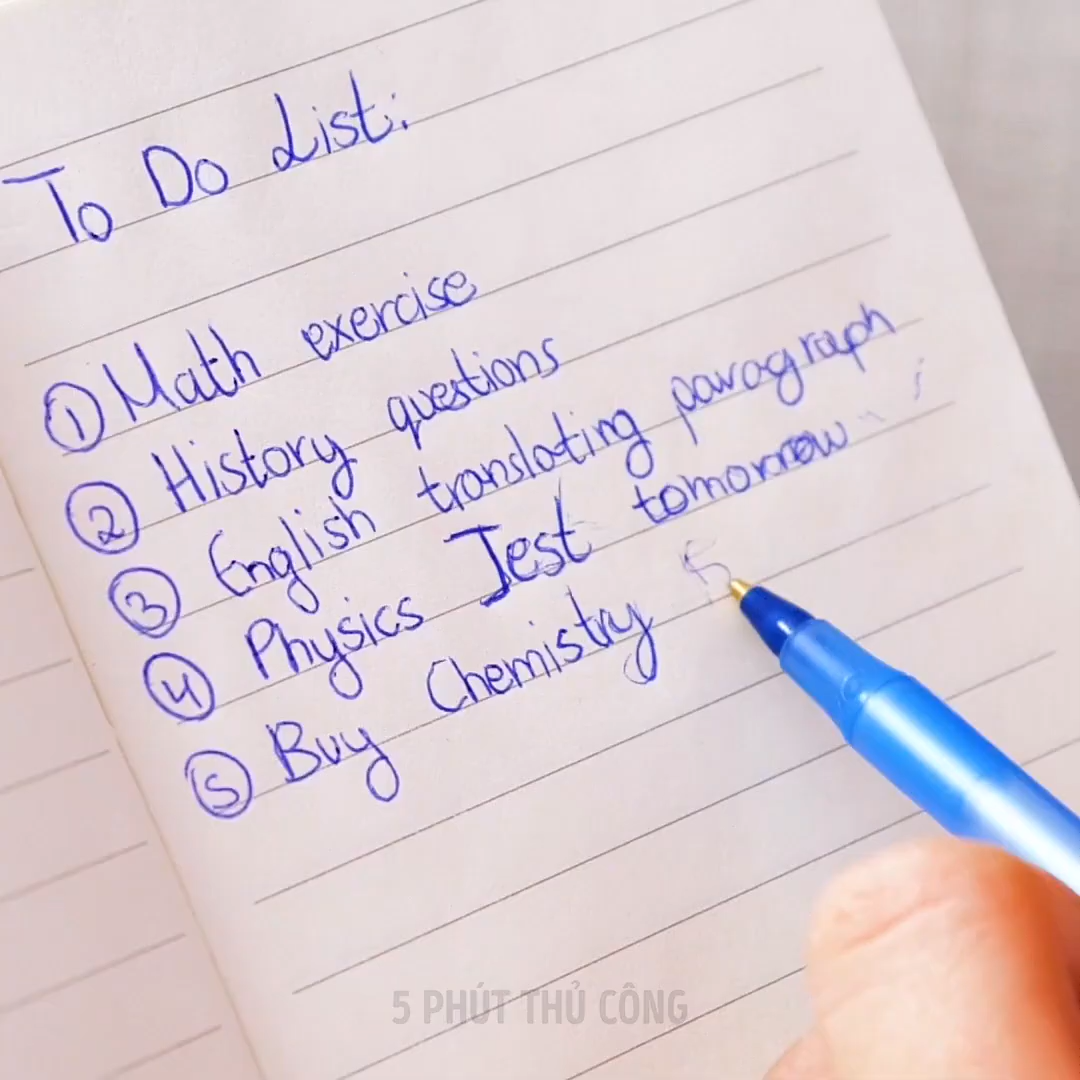 To Do List:
① Math exercise
② History questions
③ English translating paragraph
④ Physics Test tomorrow
⑤ Buy Chemistry
5 PHÚT THỦ CÔNG